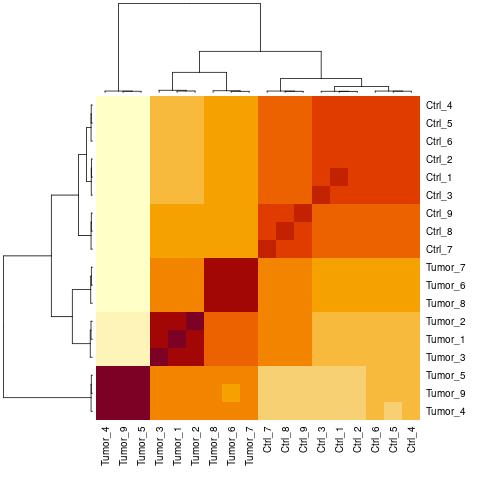 Ctrl_4
Ctrl_5
Ctrl_6
Ctrl_2
Ctrl_1
Ctrl_3
Ctrl_9
Ctrl_8
Ctrl_7
Tumor_7
Tumor_6
Tumor_8
Tumor_2
Tumor_1
Tumor_3
Tumor_5
Tumor_9
Tumor_4
Tumor_4
Tumor_9
Tumor_5
Tumor_3
Tumor_1
Tumor_2
Tumor_8
Tumor_6
Tumor_7
Ctrl_7
Ctrl_8
Ctrl_9
Ctrl_3
Ctrl_1
Ctrl_2
Ctrl_6
Ctrl_5
Ctrl_4